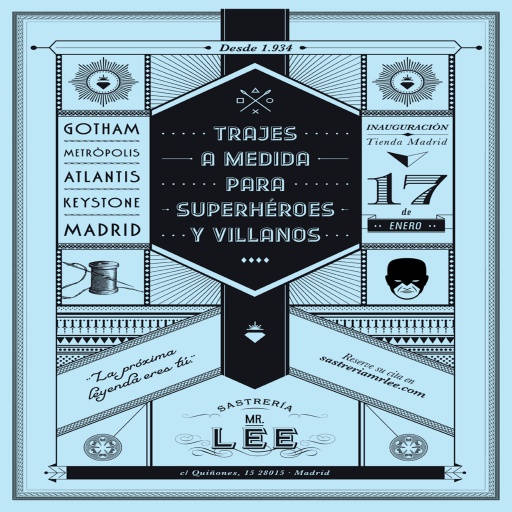 Desde 1.934
GOTHAM
METRÒPOLIS
ATLANTIS
KEYSTONE
MADRID
TRAJES
A MEDIDA
PARA
SUPERHÉROES
Y VILLANOS
INAUGURACIÓN
Tienda Madrid
17
de
ENERO
"La próxima
leyenda eres tú."
Reserve su cita en
sastreriamrlee.com
SASTRERÍA
MR.
LEE
c/ Quiñones, 15 28015 · Madrid